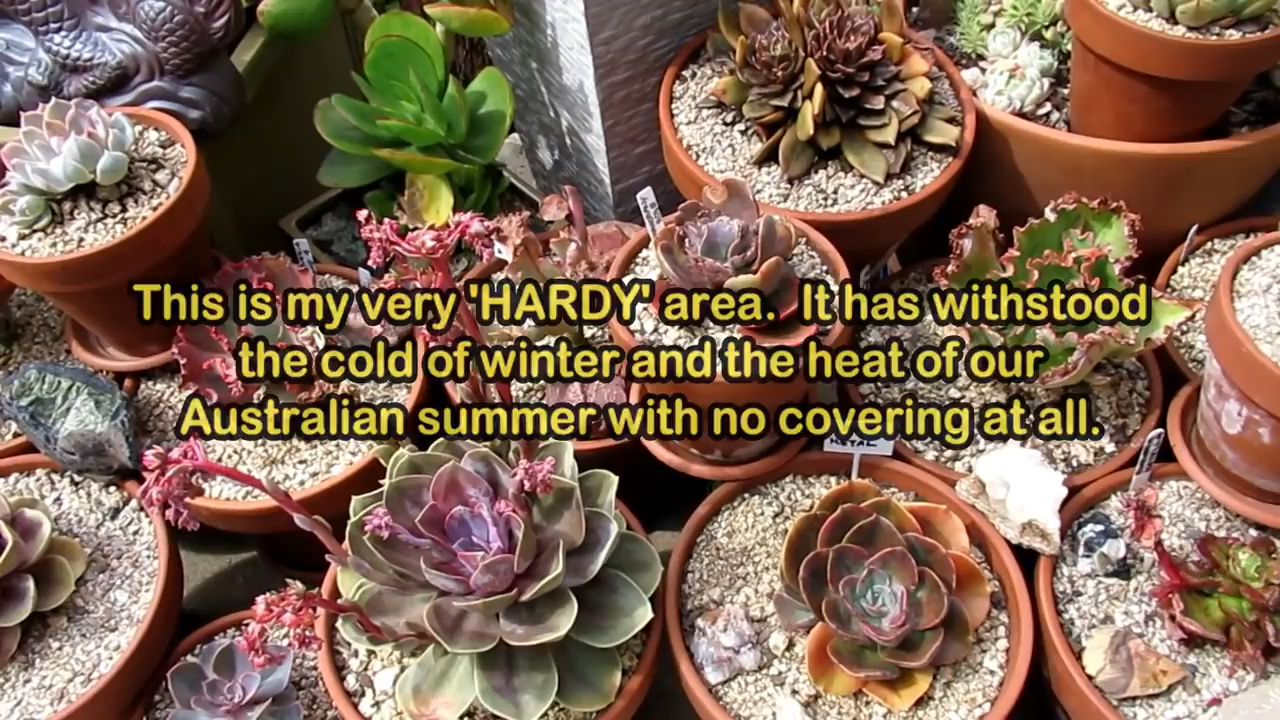 This is my very 'HARDY' area.  It has withstood
the cold of winter and the heat of our
Australian summer with no covering at all.
METAL